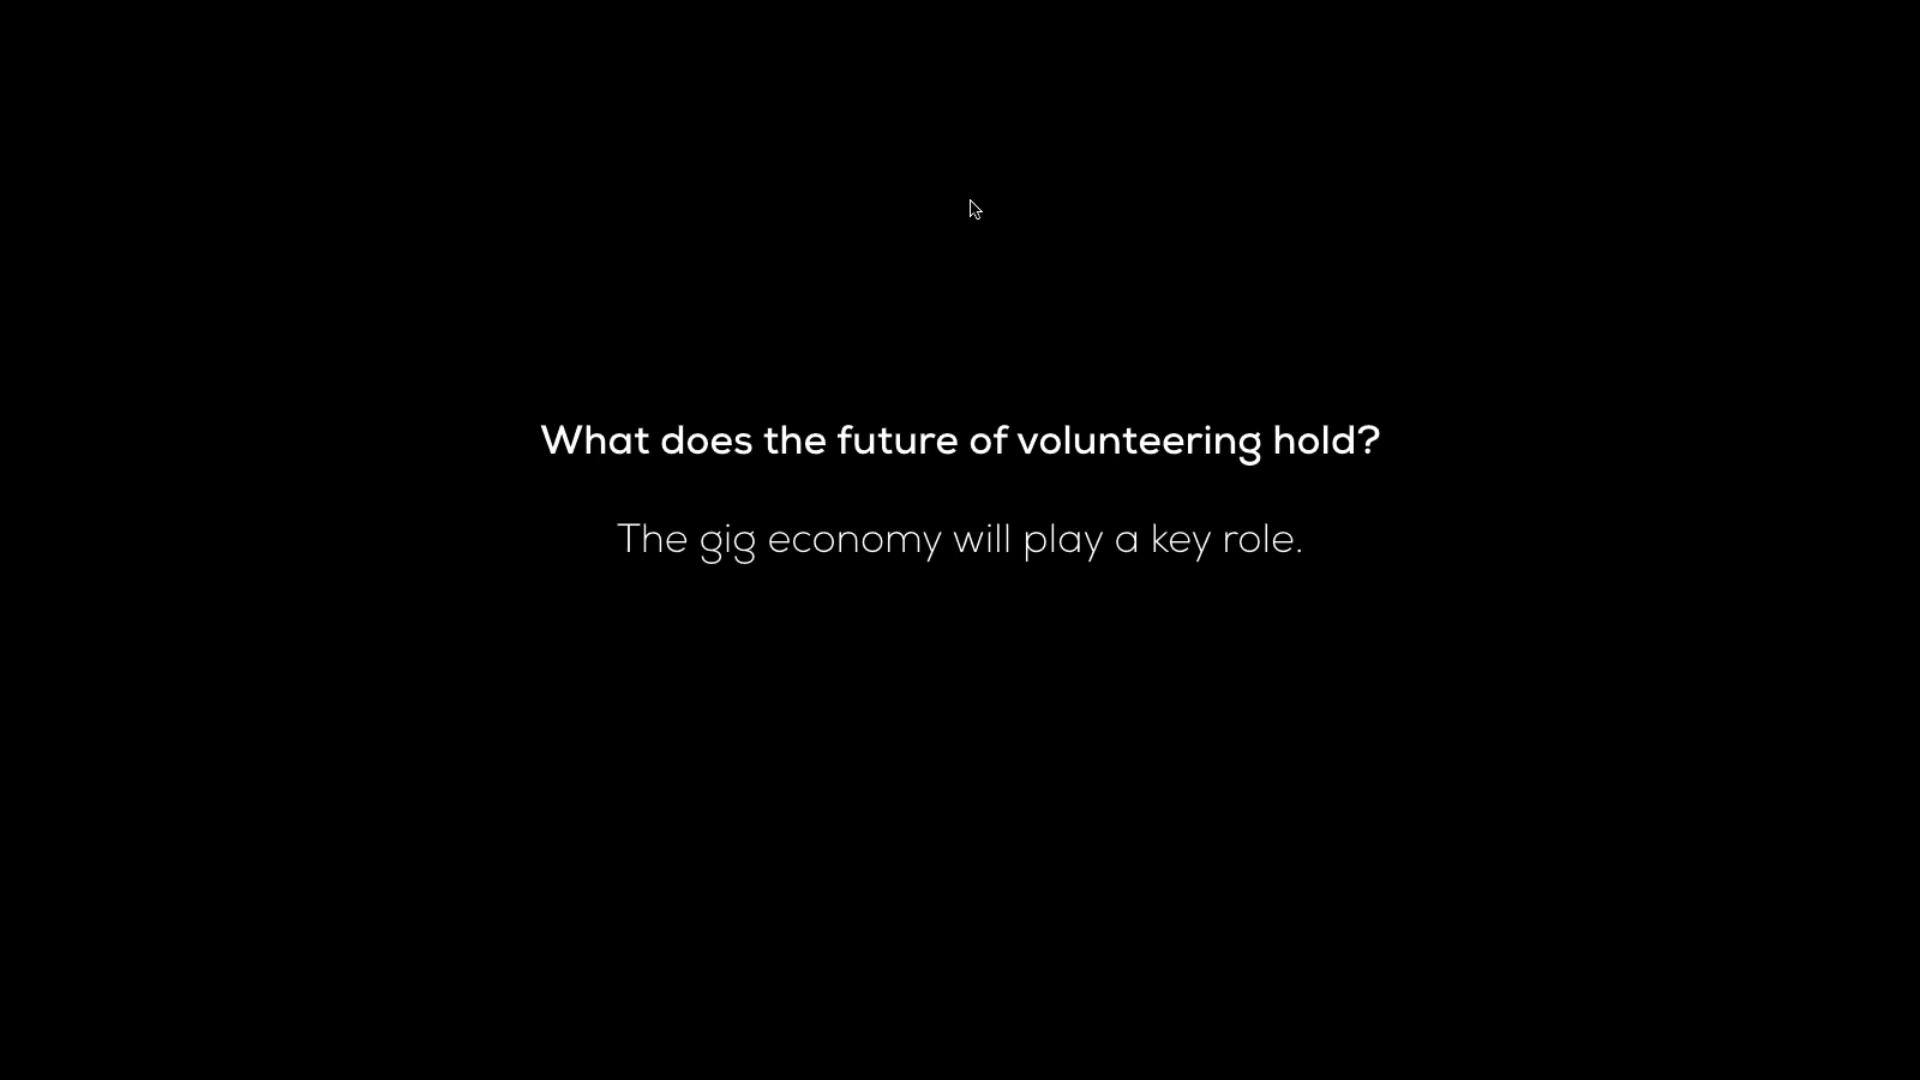 What does the future of volunteering hold?
The gig economy will play a key role.